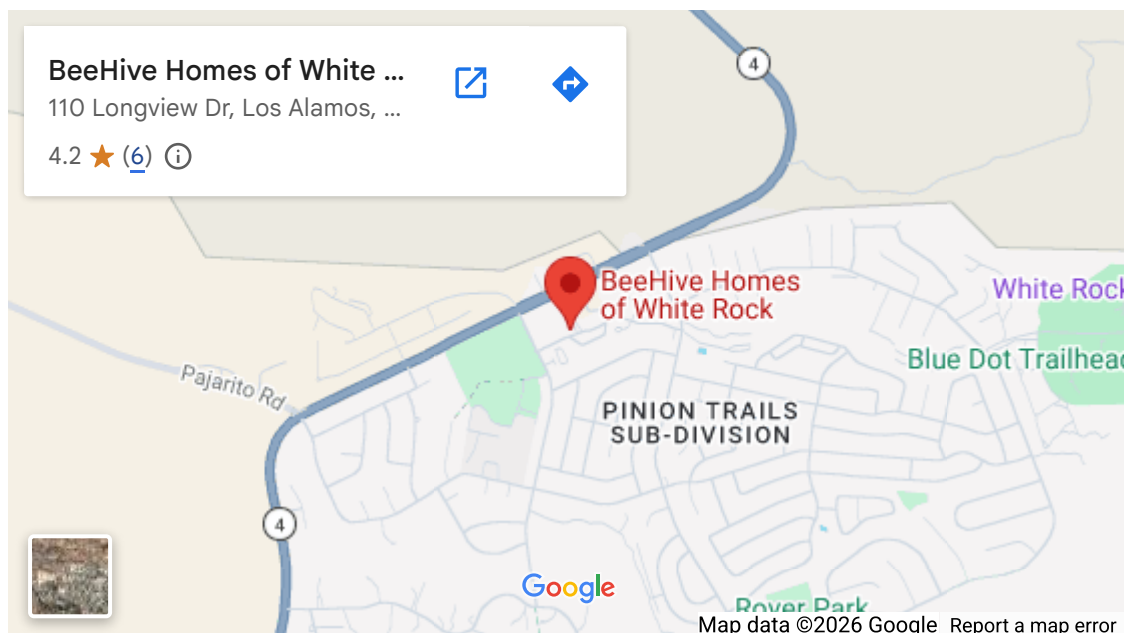 BeeHive Homes of White ...
110 Longview Dr, Los Alamos, ...
4.2 ★ (6)
4
BeeHive Homes
of White Rock
White Rock
Blue Dot Trailhead
Pajarito Rd
PINION TRAILS
SUB-DIVISION
4
Google
Rover Park
Map data ©2026 Google Report a map error